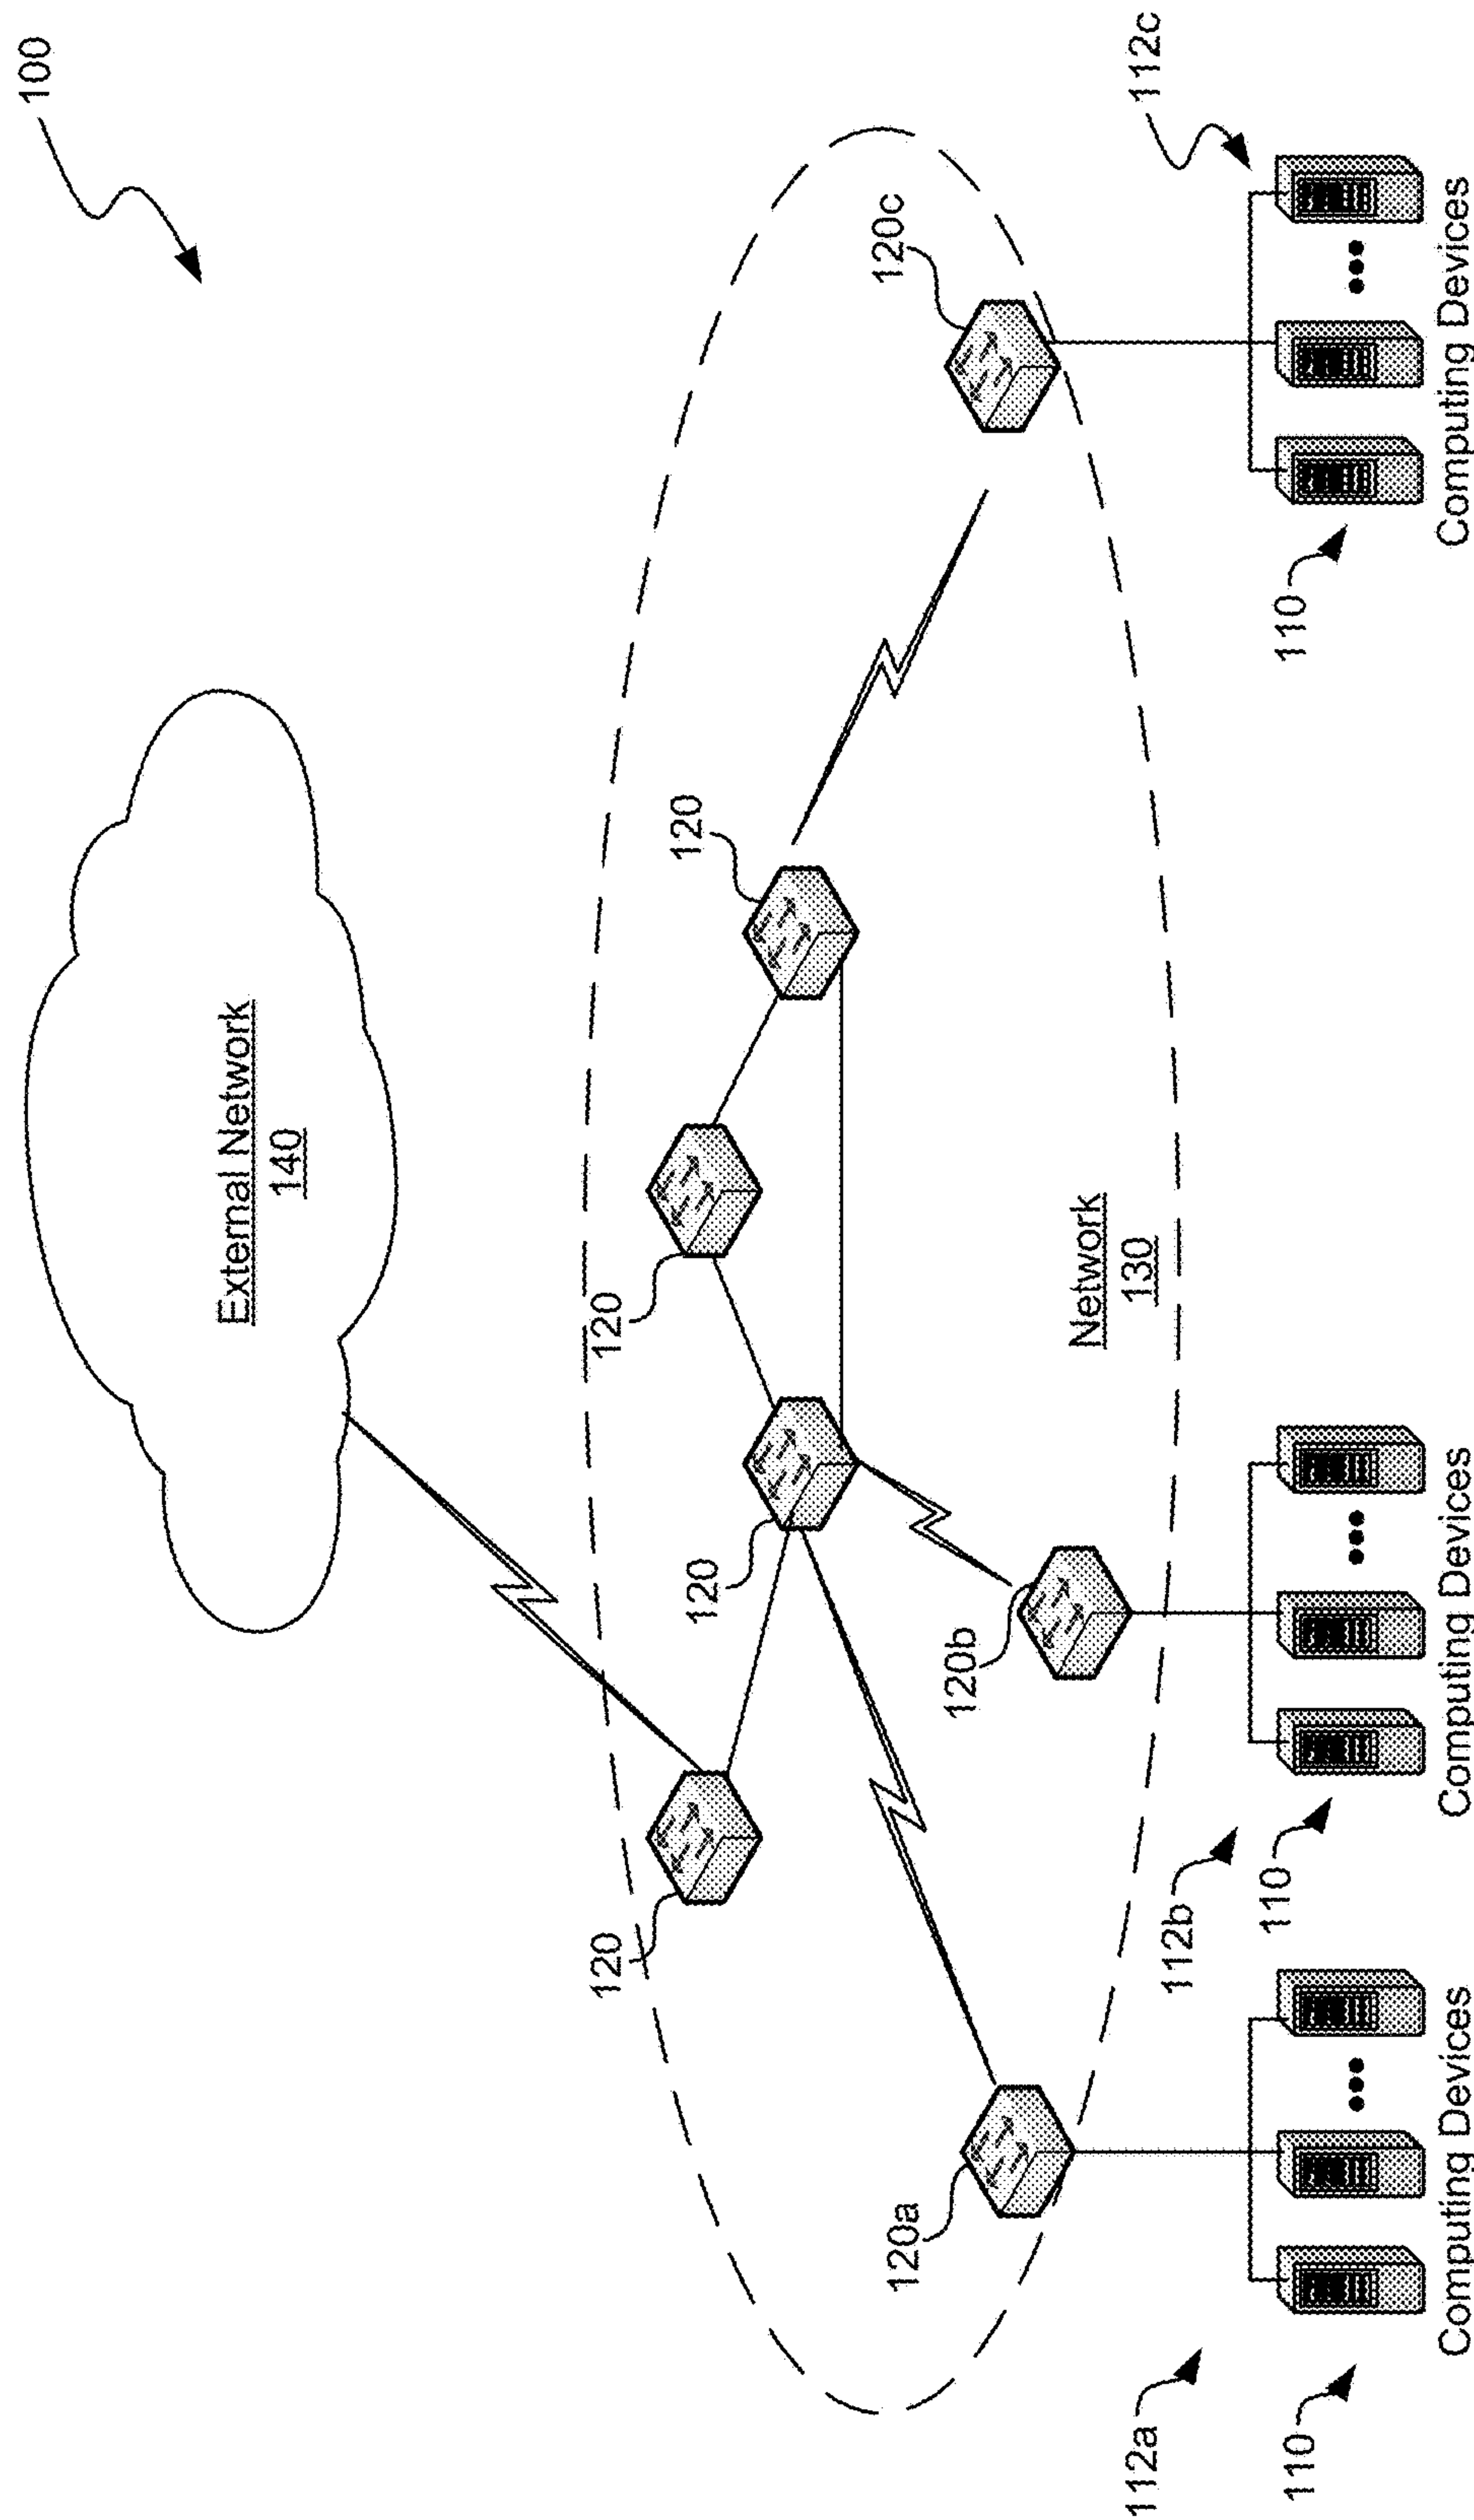 100
External Network
140
120
120
120
120
120c
120a
120b
Network
130
112a
112b
112c
110
110
110
Computing Devices
Computing Devices
Computing Devices